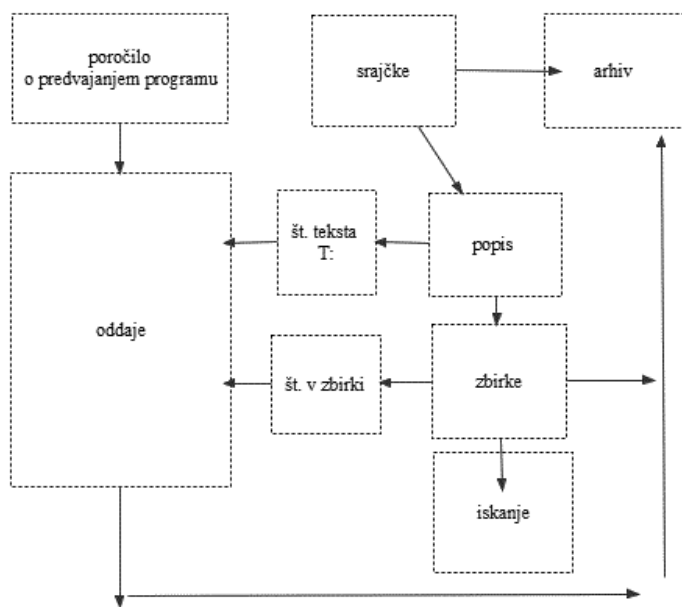 poročilo
o predvajanjem programu
srajčke
arhiv
št. teksta
T:
popis
oddaje
št. v zbirki
zbirke
iskanje